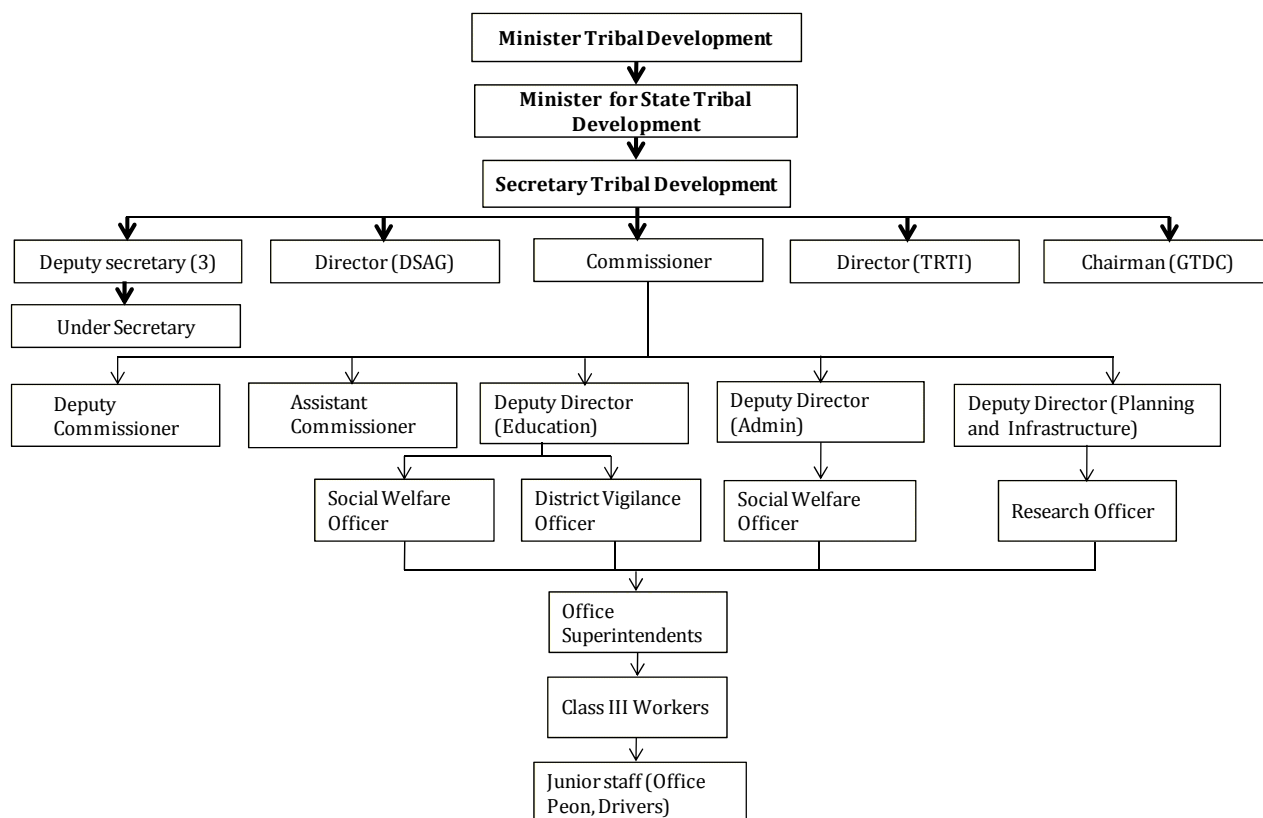 Minister Tribal Development
Minister for State Tribal
Development
Secretary Tribal Development
Deputy secretary (3)
Director (DSAG)
Commissioner
Director (TRTI)
Chairman (GTDC)
Under Secretary
Deputy
Commissioner
Assistant
Commissioner
Deputy Director
(Education)
Deputy Director
(Admin)
Deputy Director (Planning
and Infrastructure)
Social Welfare
Officer
District Vigilance
Officer
Social Welfare
Officer
Research Officer
Office
Superintendents
Class III Workers
Junior staff (Office
Peon, Drivers)